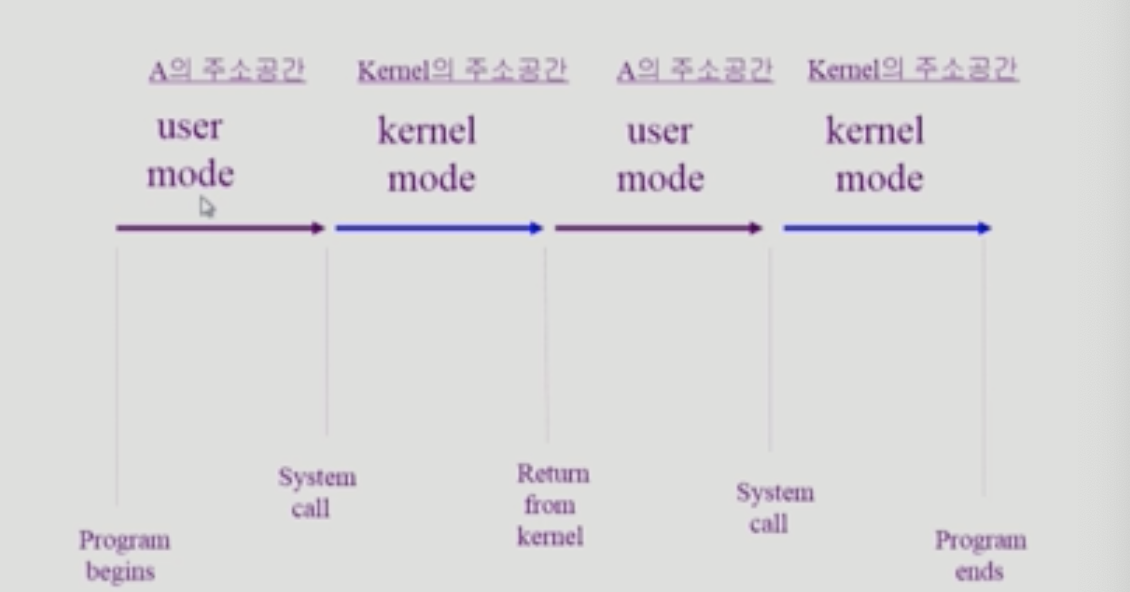 A의 주소공간
Kernel의 주소공간
A의 주소공간
Kernel의 주소공간
user
mode
kernel
mode
user
mode
kernel
mode
System
call
Return
from
kernel
System
call
Program
begins
Program
ends